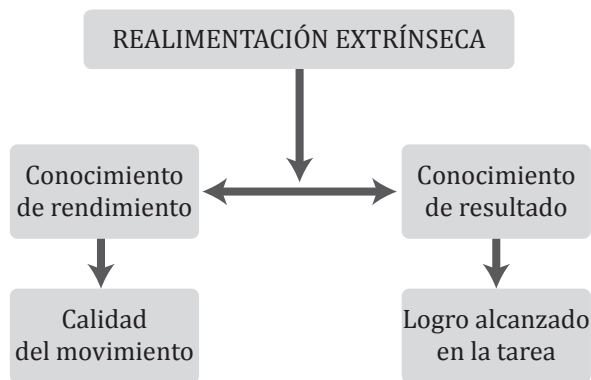 REALIMENTACIÓN EXTRÍNSECA
Conocimiento
de rendimiento
Conocimiento
de resultado
Calidad
del movimiento
Logro alcanzado
en la tarea